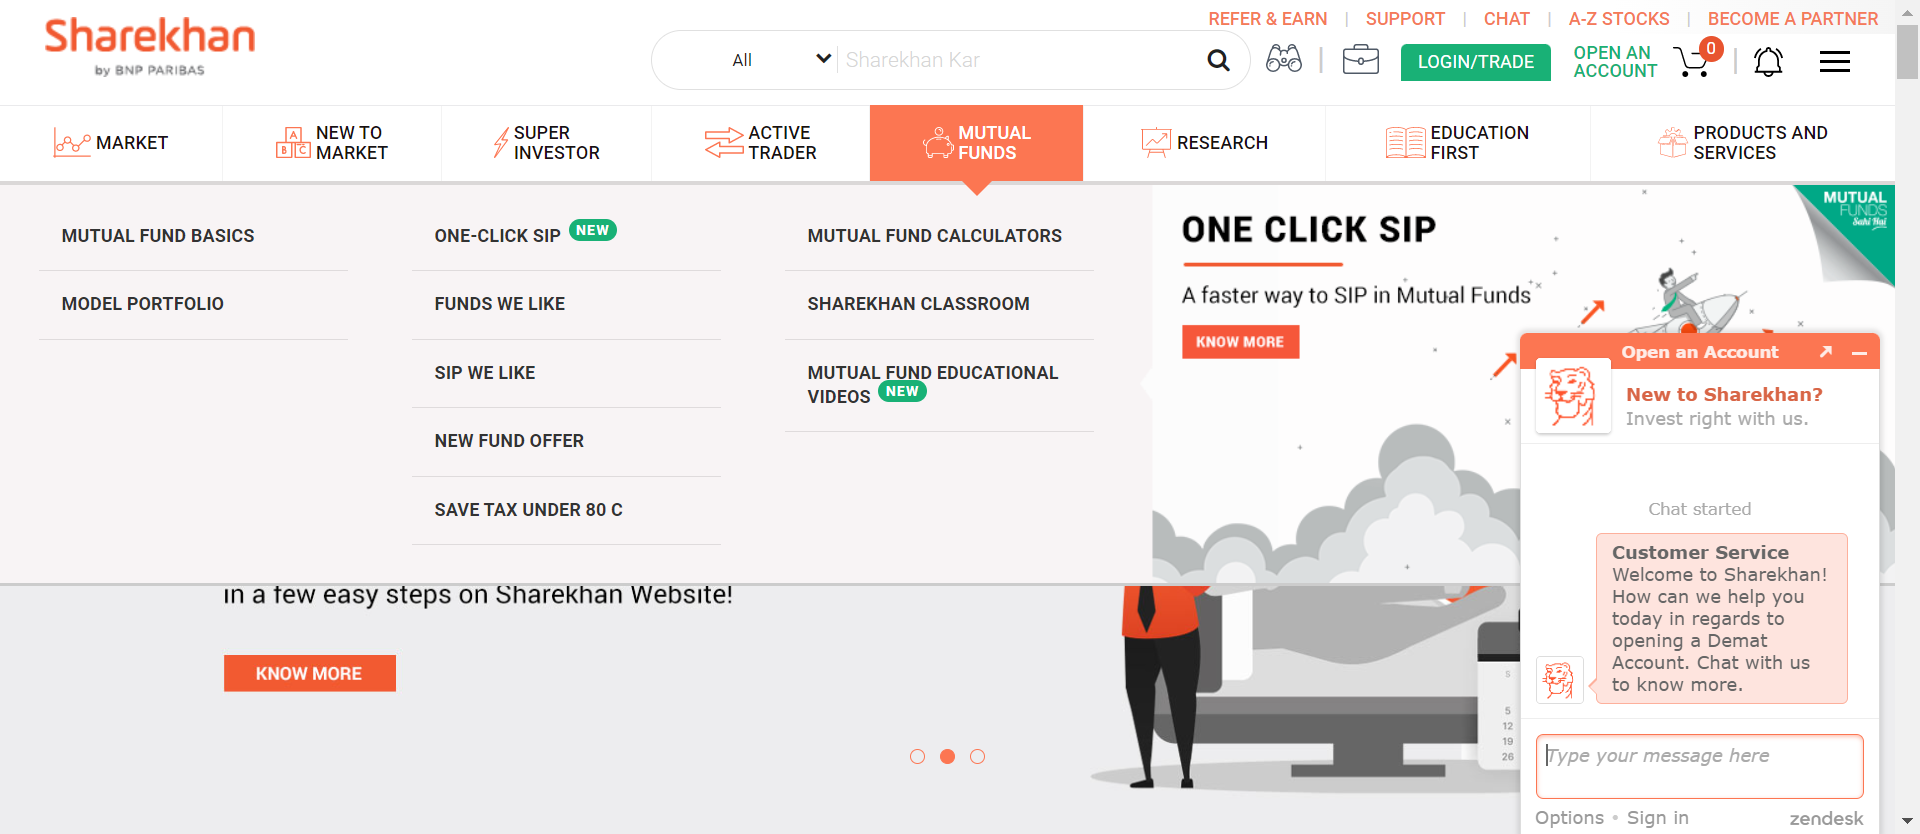 Sharekhan
by BNP PARIBAS
REFER & EARN | SUPPORT | CHAT | A-Z STOCKS | BECOME A PARTNER
All
Sharekhan Kar
LOGIN/TRADE
OPEN AN
ACCOUNT
0
MARKET
A
B C
NEW TO
MARKET
SUPER
INVESTOR
ACTIVE
TRADER
MUTUAL
FUNDS
RESEARCH
EDUCATION
FIRST
PRODUCTS AND
SERVICES
MUTUAL FUND BASICS
MODEL PORTFOLIO
ONE-CLICK SIP NEW
FUNDS WE LIKE
SIP WE LIKE
NEW FUND OFFER
SAVE TAX UNDER 80 C
MUTUAL FUND CALCULATORS
SHAREKHAN CLASSROOM
MUTUAL FUND EDUCATIONAL
VIDEOS NEW
ONE CLICK SIP
A faster way to SIP in Mutual Funds
KNOW MORE
MUTUAL
FUNDS
Sahi Hai
in a few easy steps on Sharekhan Website!
KNOW MORE
S
5
12
19
26
Open an Account
New to Sharekhan?
Invest right with us.
Chat started
Customer Service
Welcome to Sharekhan!
How can we help you
today in regards to
opening a Demat
Account. Chat with us
to know more.
Type your message here
Options • Sign in
zendesk